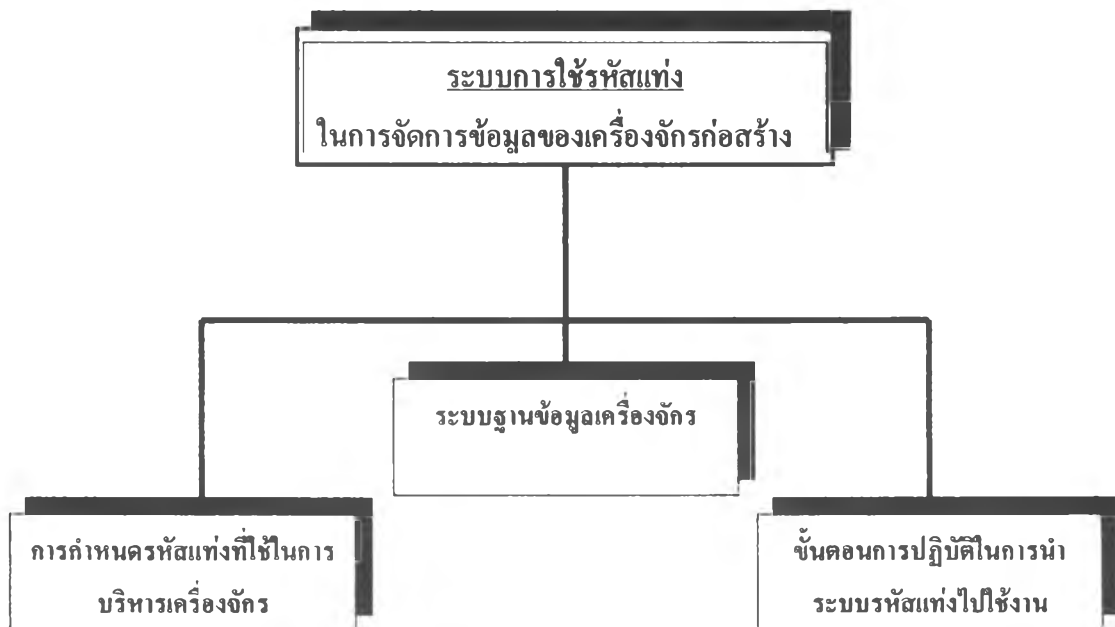 ระบบการใช้รหัสแท่ง
ในการจัดการข้อมูลของเครื่องจักรก่อสร้าง
ระบบฐานข้อมูลเครื่องจักร
การกำหนดรหัสแท่งที่ใช้ในการ
บริหารเครื่องจักร
ขั้นตอนการปฏิบัติในการนำ
ระบบรหัสแท่งไปใช้งาน